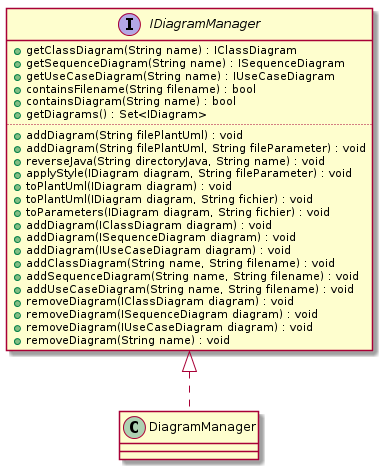 I IDiagramManager
getClassDiagram(String name) : IClassDiagram
getSequenceDiagram(String name) : ISequenceDiagram
getUseCaseDiagram(String name) : IUseCaseDiagram
containsFilename(String filename) : bool
containsDiagram(String name) : bool
getDiagrams() : Set<IDiagram>
addDiagram(String filePlantUml) : void
addDiagram(String filePlantUml, String fileParameter) : void
reverseJava(String directoryJava, String name) : void
applyStyle(IDiagram diagram, String fileParameter) : void
toPlantUml(IDiagram diagram) : void
toPlantUml(IDiagram diagram, String fichier) : void
toParameters(IDiagram diagram, String fichier) : void
addDiagram(IClassDiagram diagram) : void
addDiagram(ISequenceDiagram diagram) : void
addDiagram(IUseCaseDiagram diagram) : void
addClassDiagram(String name, String filename) : void
addSequenceDiagram(String name, String filename) : void
addUseCaseDiagram(String name, String filename) : void
removeDiagram(IClassDiagram diagram) : void
removeDiagram(ISequenceDiagram diagram) : void
removeDiagram(IUseCaseDiagram diagram) : void
removeDiagram(String name) : void
C DiagramManager